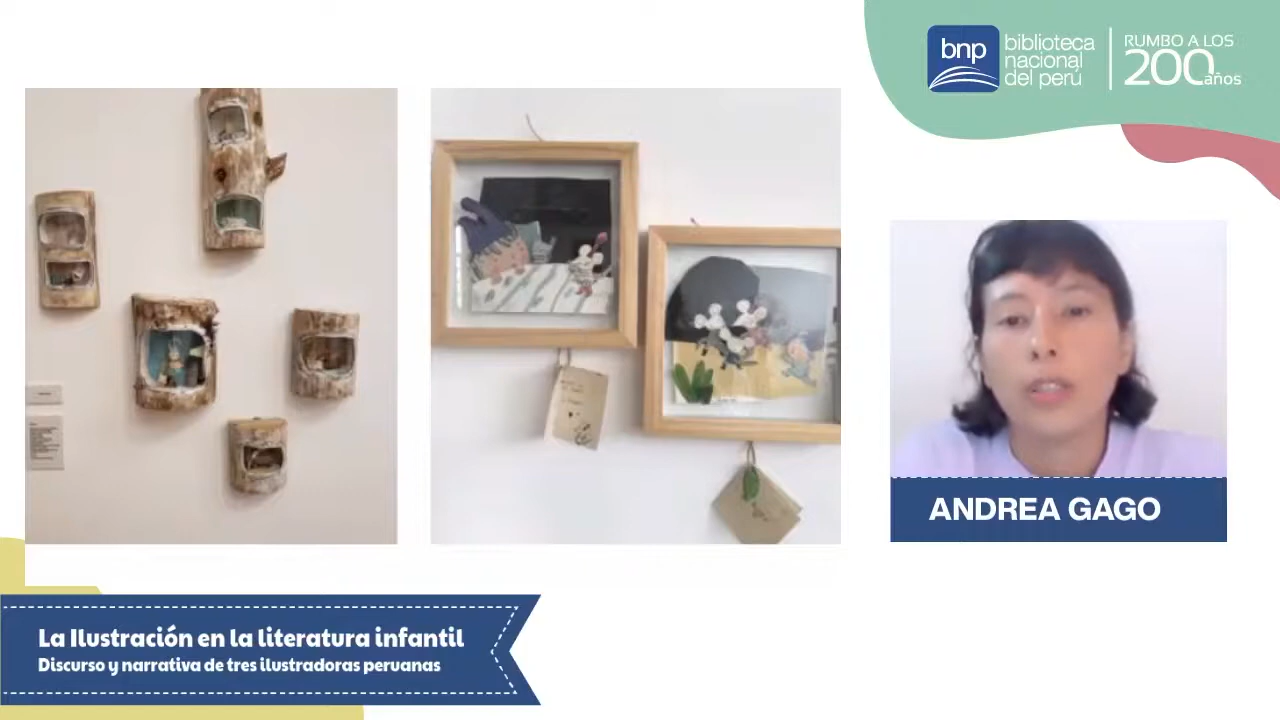 bnp
biblioteca
nacional
del perú
RUMBO A LOS
200
años
ANDREA GAGO
La Ilustración en la literatura infantil
Discurso y narrativa de tres ilustradoras peruanas